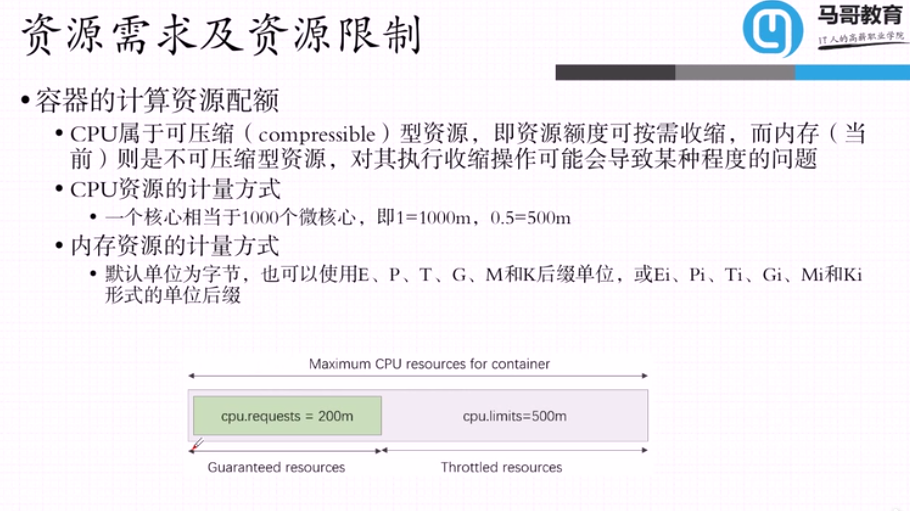 资源需求及资源限制
马哥教育
IT人的高薪职业学院
•容器的计算资源配额
•CPU属于可压缩（compressible）型资源，即资源额度可按需收缩，而内存（当
前）则是不可压缩型资源，对其执行收缩操作可能会导致某种程度的问题
•CPU资源的计量方式
•一个核心相当于1000个微核心，即1=1000m，0.5=500m
•内存资源的计量方式
•默认单位为字节，也可以使用E、P、T、G、M和K后缀单位，或Ei、Pi、Ti、Gi、Mi和Ki
形式的单位后缀
Maximum CPU resources for container
cpu.requests = 200m
cpu.limits=500m
Guaranteed resources
Throttled resources